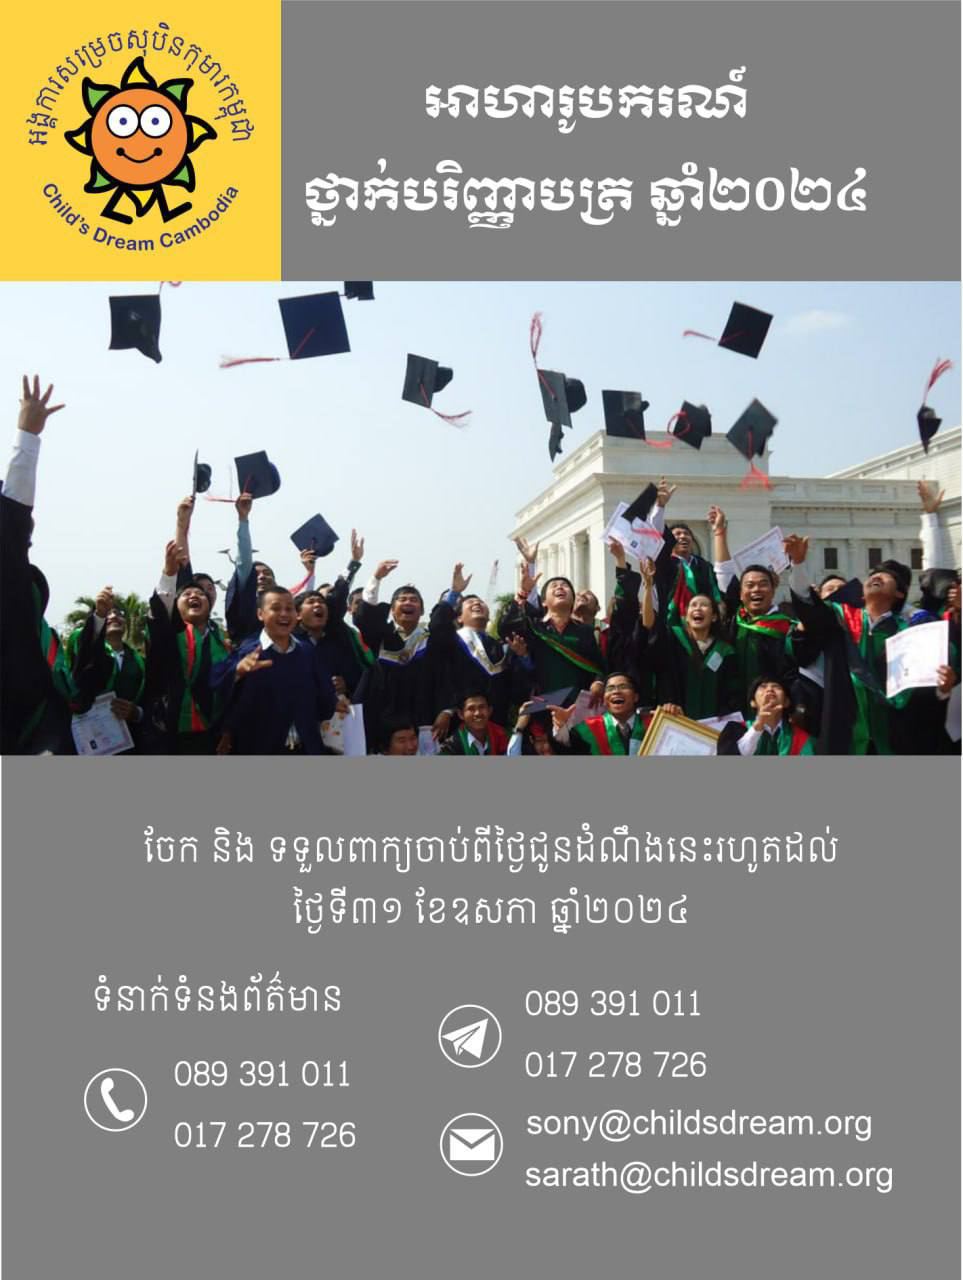 អង្គការសម្រេចសុបិនកុមារកម្ពុជា
Child's Dream Cambodia
អាហារូបករណ៍
ថ្នាក់បរិញ្ញាបត្រ ឆ្នាំ២០២៤
ចែក និង ទទួលពាក្យចាប់ពីថ្ងៃជូនដំណឹងនេះរហូតដល់
ថ្ងៃទី៣១ ខែឧសភា ឆ្នាំ២០២៤
ទំនាក់ទំនងព័ត៌មាន
089 391 011
017 278 726
089 391 011
017 278 726
sony@childsdream.org
sarath@childsdream.org